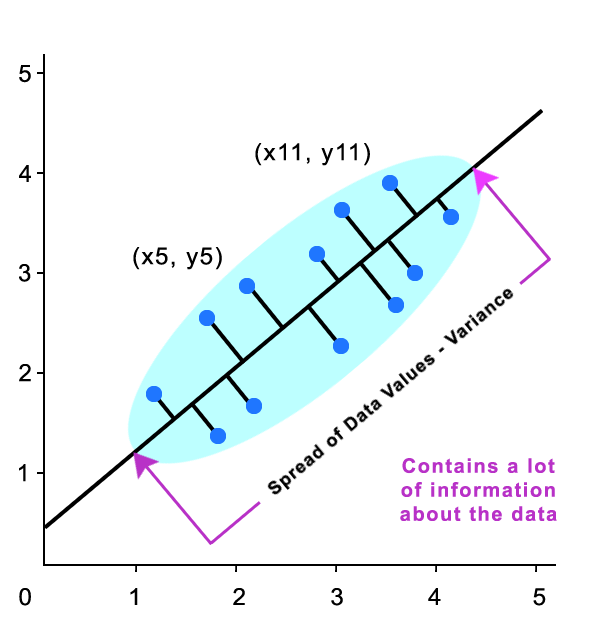 5
(x11, y11)
4
(x5, y5)
3
2
Spread of Data Values - Variance
Contains a lot
of information
about the data
1
0 1 2 3 4 5